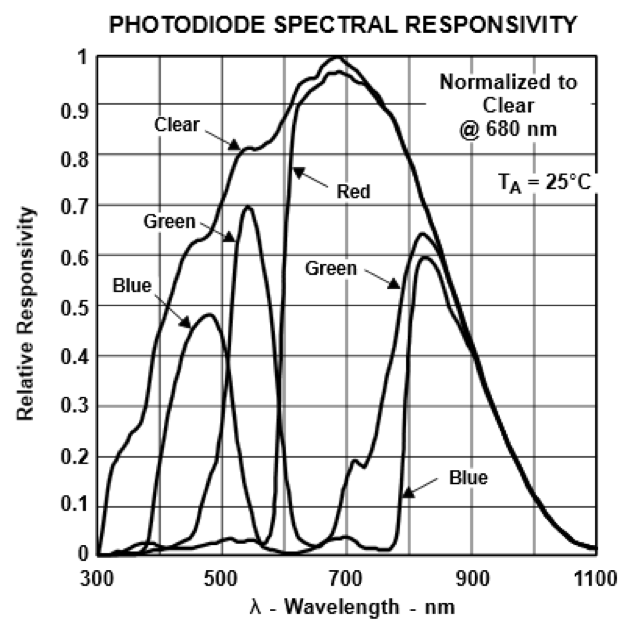 PHOTODIODE SPECTRAL RESPONSIVITY
1
0.9
0.8
0.7
0.6
0.5
0.4
0.3
0.2
0.1
0
Relative Responsivity
Normalized to
Clear
@ 680 nm
T_A = 25°C
Clear
Red
Green
Green
Blue
Blue
300
500
700
900
1100
λ - Wavelength - nm